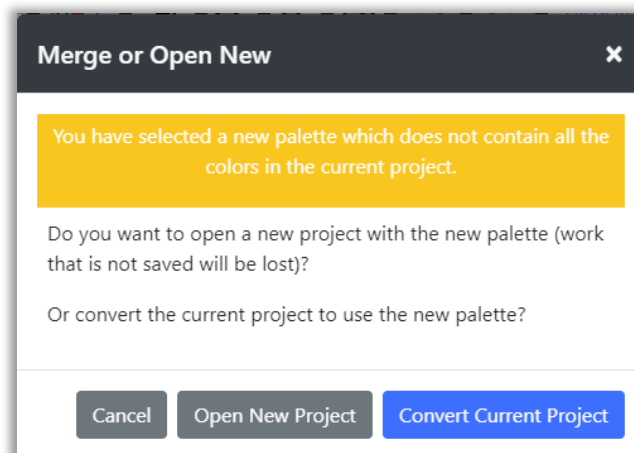 Merge or Open New ×
You have selected a new palette which does not contain all the
colors in the current project.
Do you want to open a new project with the new palette (work
that is not saved will be lost)?
Or convert the current project to use the new palette?
Cancel Open New Project Convert Current Project